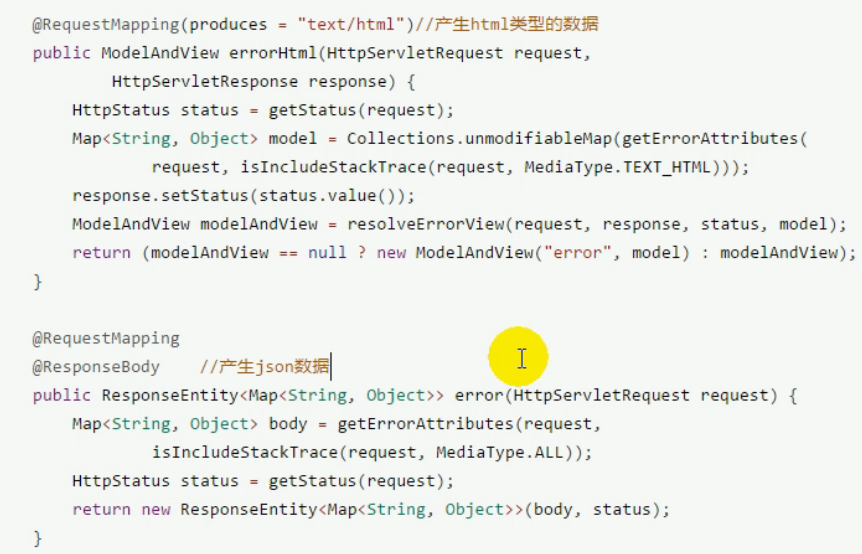 @RequestMapping(produces = "text/html")//产生html类型的数据
public ModelAndView errorHtml(HttpServletRequest request,
HttpServletResponse response) {
HttpStatus status = getStatus(request);
Map<String, Object> model = Collections.unmodifiableMap(getErrorAttributes(
request, isIncludeStackTrace(request, MediaType.TEXT_HTML)));
response.setStatus(status.value());
ModelAndView modelAndView = resolveErrorView(request, response, status, model);
return (modelAndView == null ? new ModelAndView("error", model) : modelAndView);
}
@RequestMapping
@ResponseBody //产生json数据
public ResponseEntity<Map<String, Object>> error(HttpServletRequest request) {
Map<String, Object> body = getErrorAttributes(request,
isIncludeStackTrace(request, MediaType.ALL));
HttpStatus status = getStatus(request);
return new ResponseEntity<Map<String, Object>>(body, status);
}